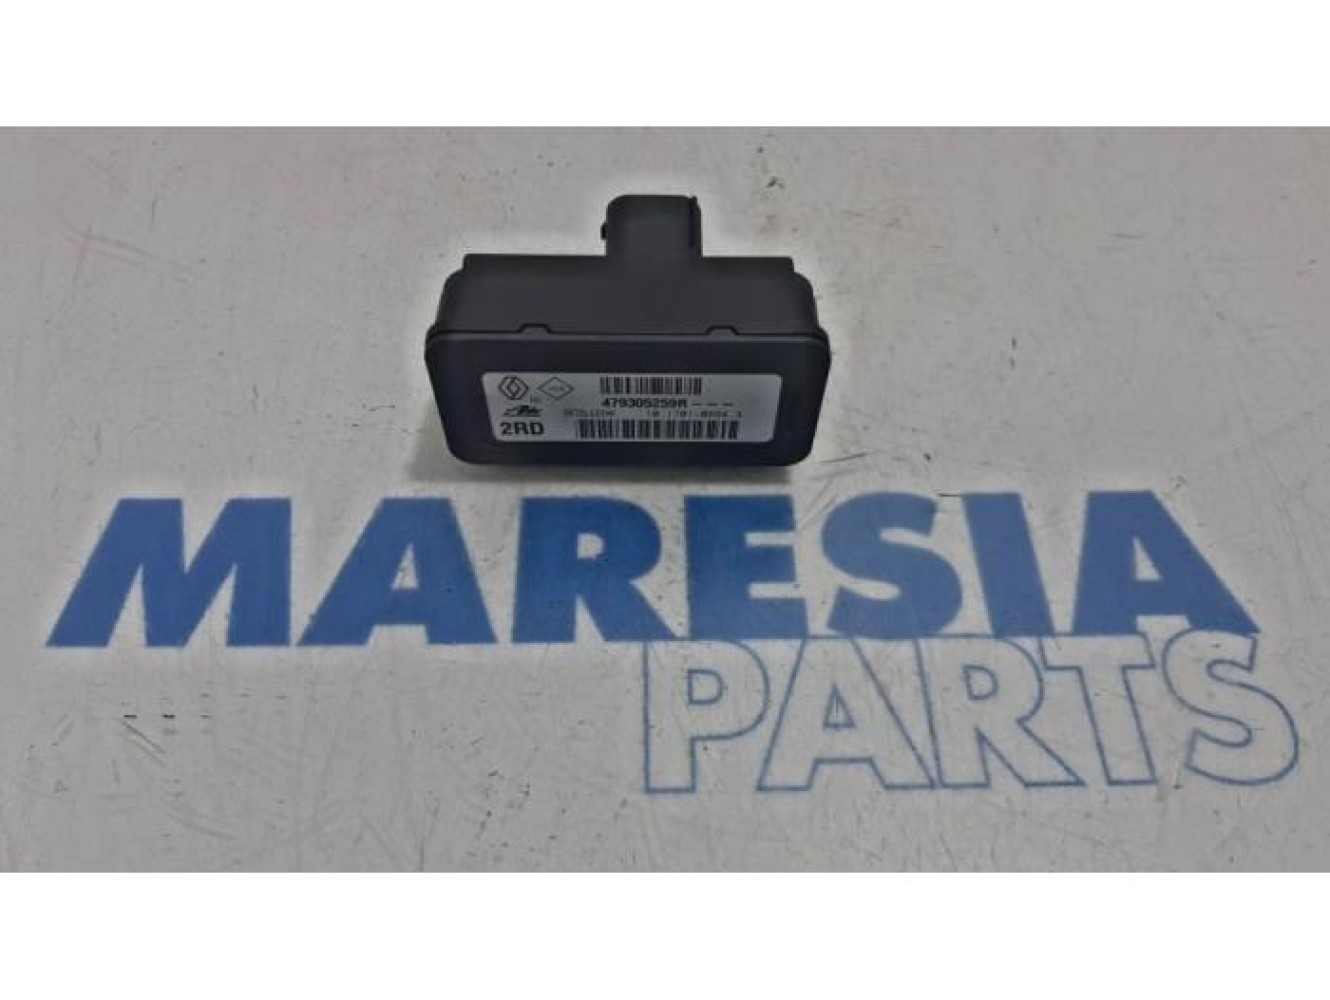 479305259R---
2RD
MARESIA
PARTS